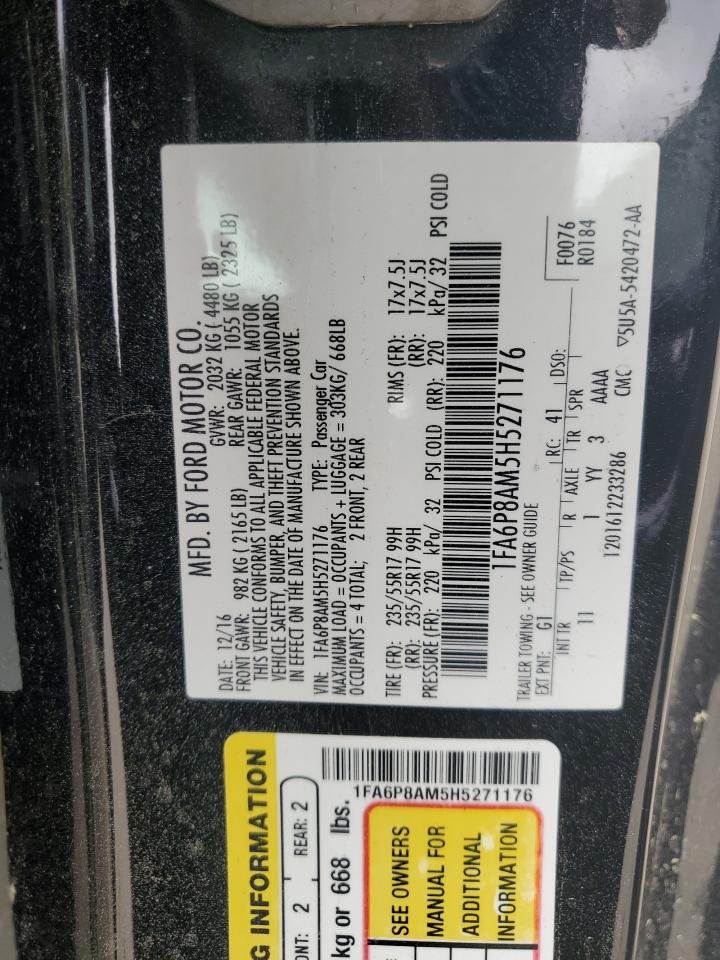 MFD. BY FORD MOTOR CO.
DATE: 12/16 GVWR: 2032 KG ( 4480 LB)
FRONT GAWR: 982 KG ( 2165 LB) REAR GAWR: 1055 KG ( 2325 LB)
THIS VEHICLE CONFORMS TO ALL APPLICABLE FEDERAL MOTOR
VEHICLE SAFETY, BUMPER, AND THEFT PREVENTION STANDARDS
IN EFFECT ON THE DATE OF MANUFACTURE SHOWN ABOVE.
VIN: 1FA6P8AM5H5271176 TYPE: Passenger Car
MAXIMUM LOAD = OCCUPANTS + LUGGAGE = 303KG/ 668LB
OCCUPANTS = 4 TOTAL; 2 FRONT, 2 REAR
TIRE (FR): 235/55R17 99H RIMS (FR): 17x7.5J
(RR): 235/55R17 99H (RR): 17x7.5J
PRESSURE (FR): 220 kPa/ 32 PSI COLD (RR): 220 kPa/ 32 PSI COLD
1FA6P8AM5H5271176
TRAILER TOWING - SEE OWNER GUIDE
F0076
R0184
EXT PNT: G1 RC: 41 DSO:
INT TR TP/PS R AXLE TR SPR
11 1 YY 3 AAAA
1201612233286 CMC ▽5U5A-5420472-AA
G INFORMATION
ONT: 2 REAR: 2
kg or 668 lbs.
1FA6P8AM5H5271176
SEE OWNERS
MANUAL FOR
ADDITIONAL
INFORMATION